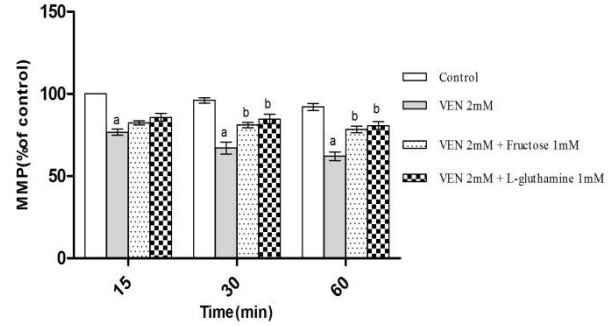 150
100
50
0
MMP(%of control)
a
a
b
b
a
b
b
15
30
60
Time(min)
Control
VEN 2mM
VEN 2mM + Fructose 1mM
VEN 2mM + L-gluthamine 1mM